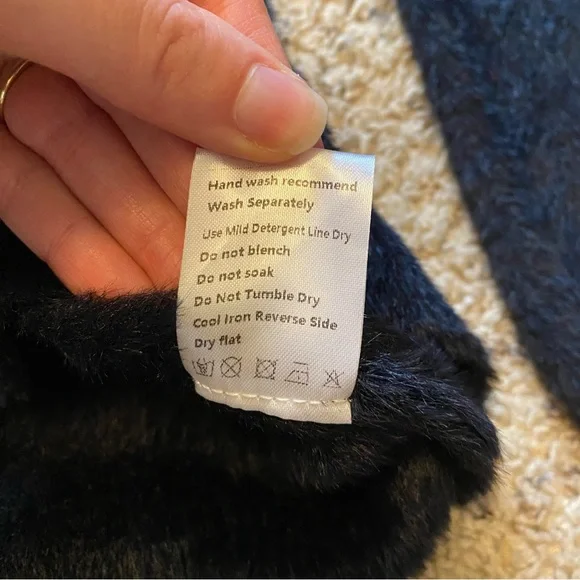 Hand wash recommend
Wash Separately
Use Mild Detergent Line Dry
Do not blench
Do not soak
Do Not Tumble Dry
Cool Iron Reverse Side
Dry flat